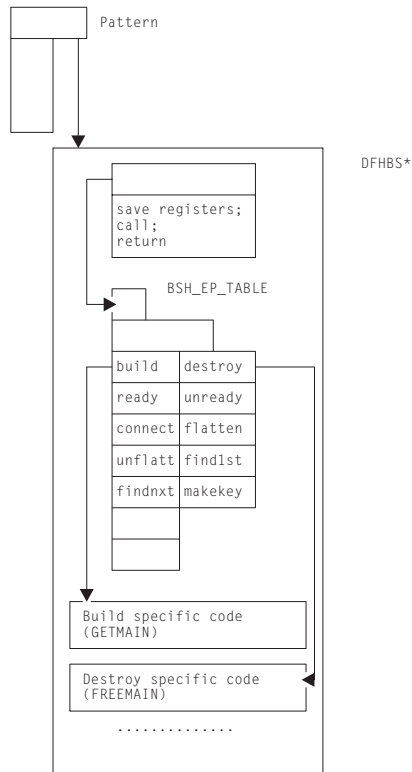 Pattern
DFHBS*
save registers;
call;
return
BSH_EP_TABLE
build destroy
ready unready
connect flatten
unflatt findlst
findnxt makekey
Build specific code
(GETMAIN)
Destroy specific code
(FREEMAIN)
..............